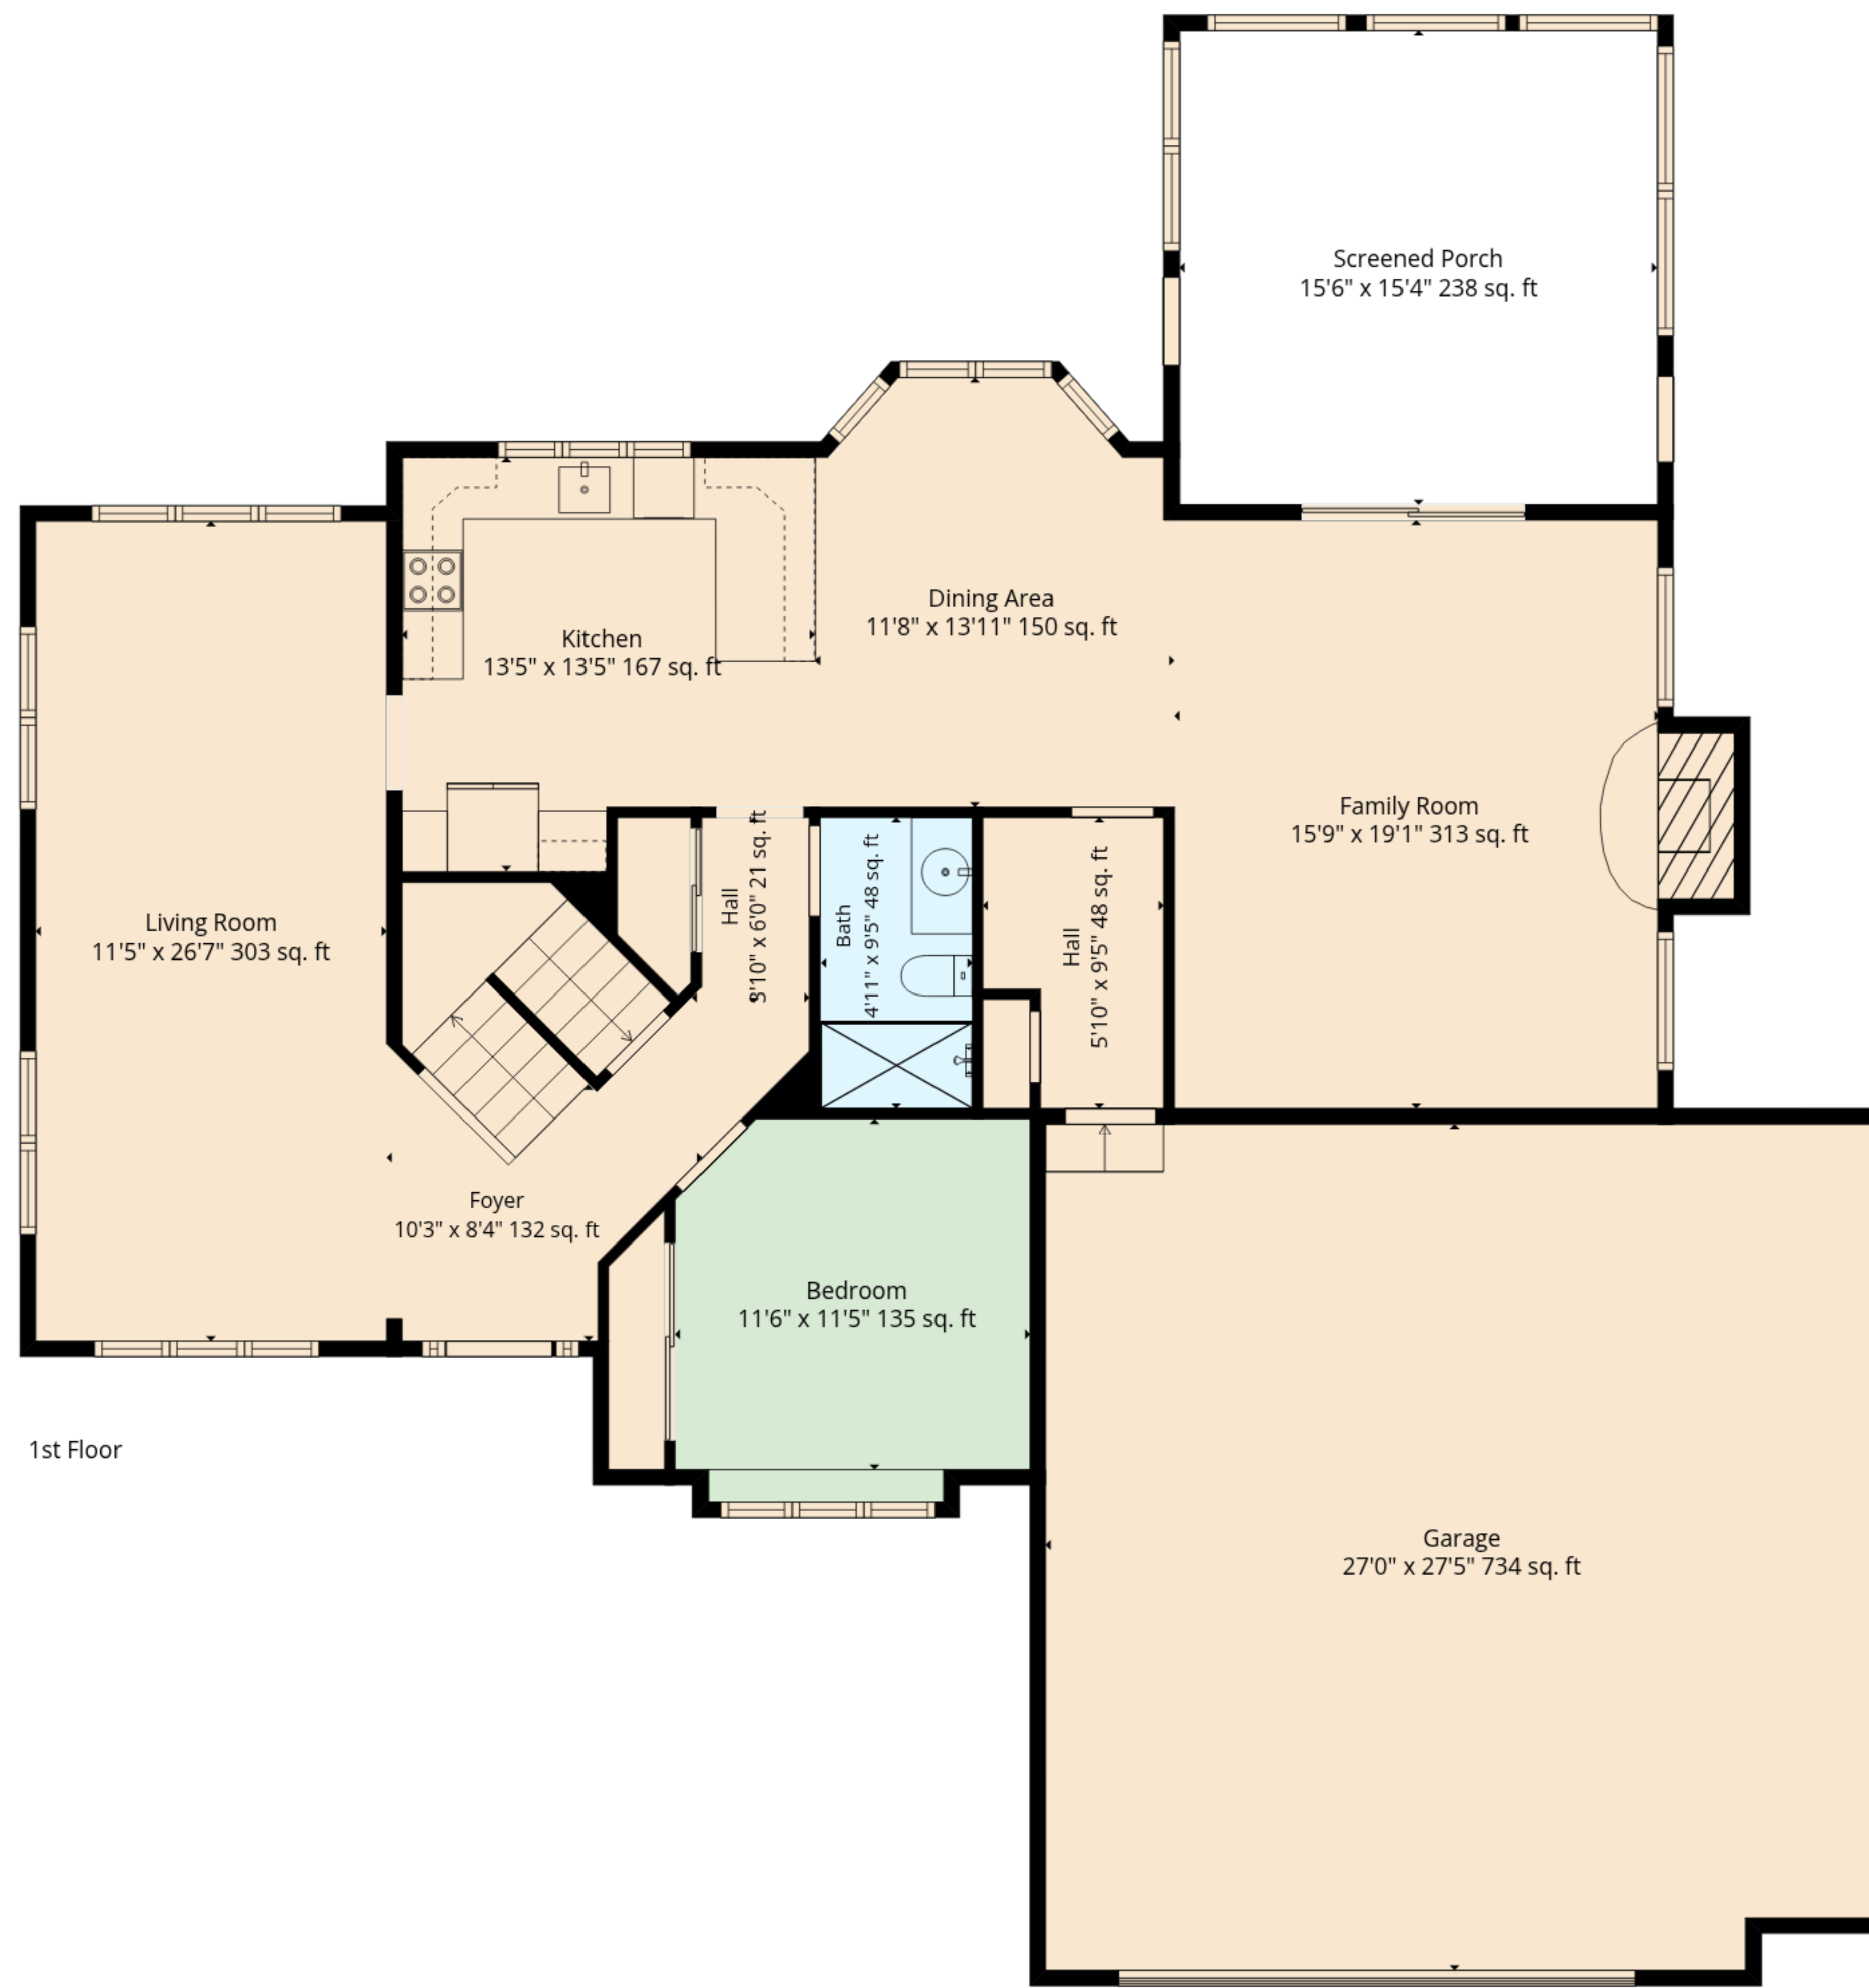 Screened Porch
15'6" x 15'4" 238 sq. ft
Dining Area
11'8" x 13'11" 150 sq. ft
Kitchen
13'5" x 13'5" 167 sq. ft
Family Room
15'9" x 19'1" 313 sq. ft
Living Room
11'5" x 26'7" 303 sq. ft
Hall
3'10" x 6'0" 21 sq. ft
Bath
4'11" x 9'5" 48 sq. ft
Hall
5'10" x 9'5" 48 sq. ft
Foyer
10'3" x 8'4" 132 sq. ft
Bedroom
11'6" x 11'5" 135 sq. ft
1st Floor
Garage
27'0" x 27'5" 734 sq. ft